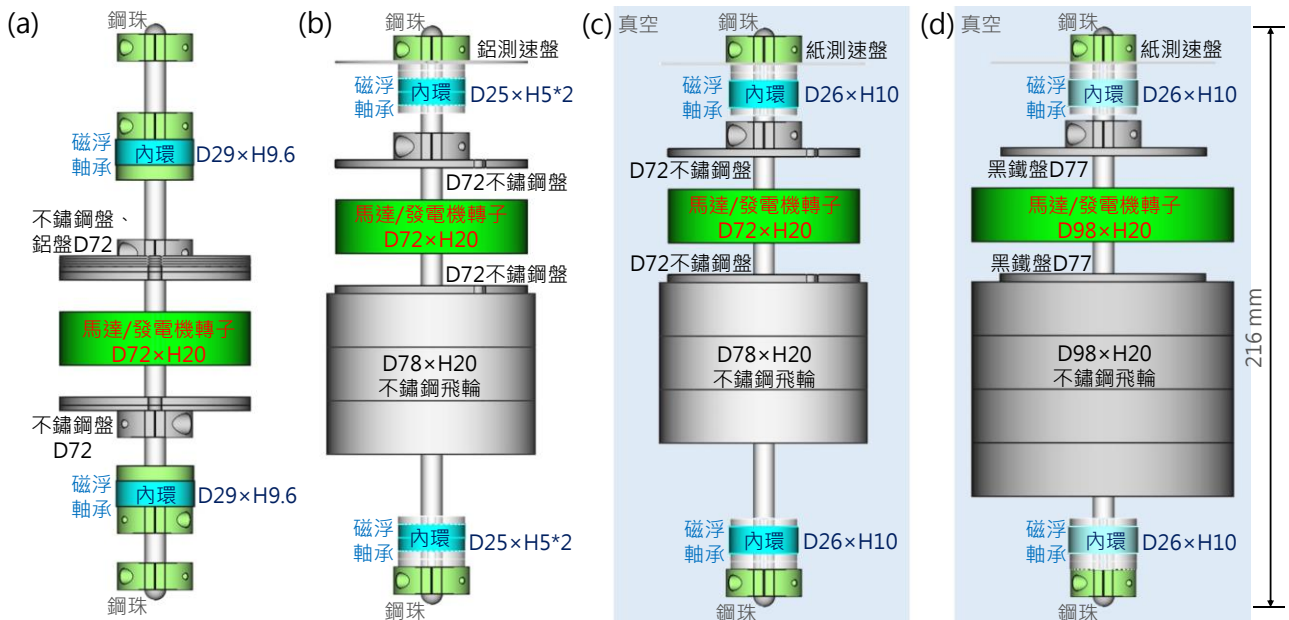 (a)
鋼珠
磁浮
軸承
內環
D29×H9.6
不鏽鋼盤、
鋁盤D72
馬達/發電機轉子
D72×H20
不鏽鋼盤
D72
磁浮
軸承
內環
D29×H9.6
鋼珠
(b)
鋼珠
鋁測速盤
磁浮
軸承
內環
D25×H5*2
D72不鏽鋼盤
馬達/發電機轉子
D72×H20
D72不鏽鋼盤
D78×H20
不鏽鋼飛輪
磁浮
軸承
內環
D25×H5*2
鋼珠
(c)
真空
鋼珠
紙測速盤
磁浮
軸承
內環
D26×H10
D72不鏽鋼盤
馬達/發電機轉子
D72×H20
D72不鏽鋼盤
D78×H20
不鏽鋼飛輪
磁浮
軸承
內環
D26×H10
鋼珠
(d)
真空
鋼珠
紙測速盤
磁浮
軸承
內環
D26×H10
黑鐵盤D77
馬達/發電機轉子
D98×H20
黑鐵盤D77
D98×H20
不鏽鋼飛輪
磁浮
軸承
內環
D26×H10
鋼珠
216 mm